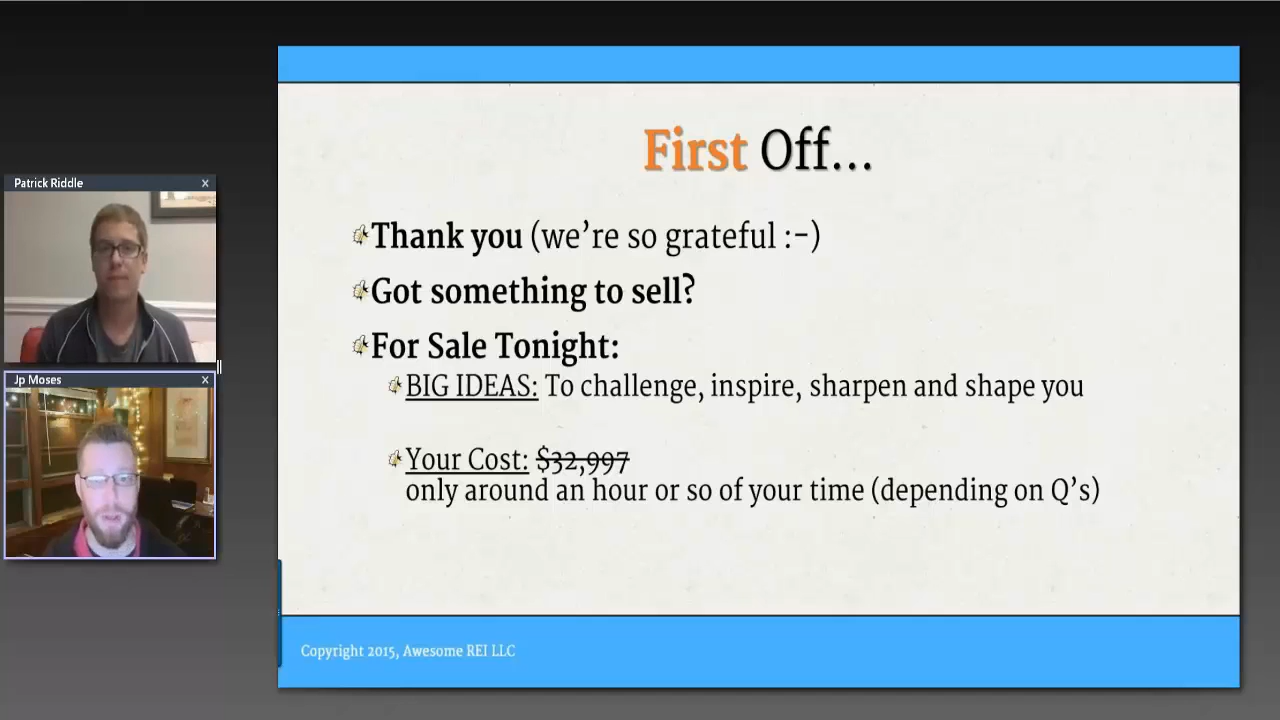 Patrick Riddle
Jp Moses
First Off...
Thank you (we're so grateful :-)
Got something to sell?
For Sale Tonight:
BIG IDEAS: To challenge, inspire, sharpen and shape you
Your Cost: $32,997
only around an hour or so of your time (depending on Q's)
Copyright 2015, Awesome REI LLC